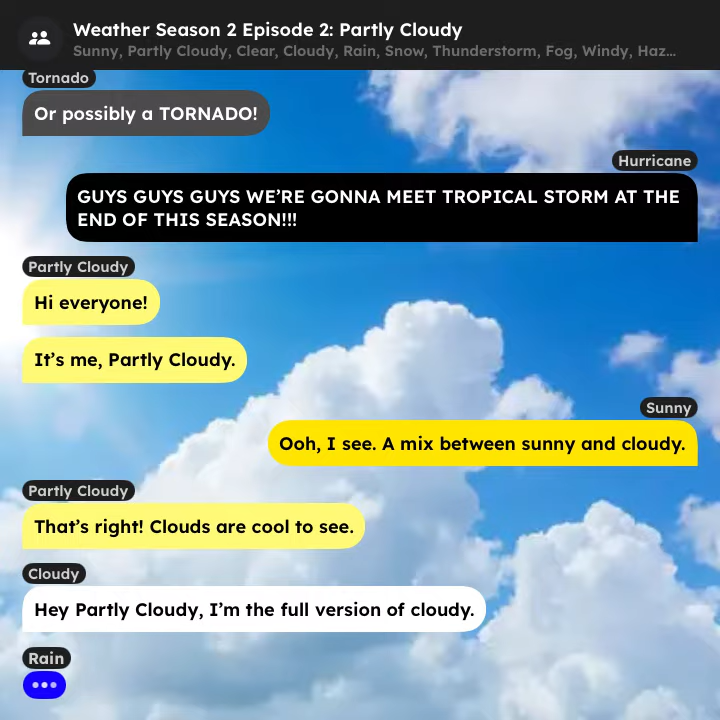 Weather Season 2 Episode 2: Partly Cloudy
Sunny, Partly Cloudy, Clear, Cloudy, Rain, Snow, Thunderstorm, Fog, Windy, Haz...
Tornado
Or possibly a TORNADO!
Hurricane
GUYS GUYS GUYS WE’RE GONNA MEET TROPICAL STORM AT THE
END OF THIS SEASON!!!
Partly Cloudy
Hi everyone!
It’s me, Partly Cloudy.
Sunny
Ooh, I see. A mix between sunny and cloudy.
Partly Cloudy
That’s right! Clouds are cool to see.
Cloudy
Hey Partly Cloudy, I’m the full version of cloudy.
Rain